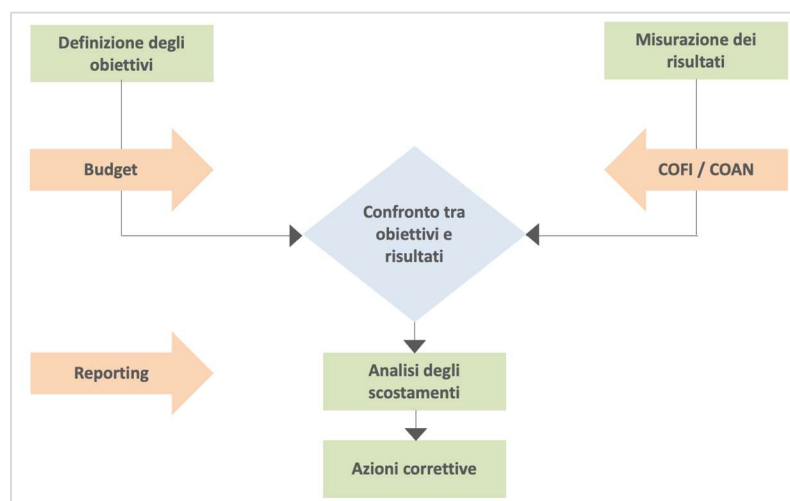 Definizione degli
obiettivi
Misurazione dei
risultati
Budget
COFI / COAN
Confronto tra
obiettivi e
risultati
Reporting
Analisi degli
scostamenti
Azioni correttive